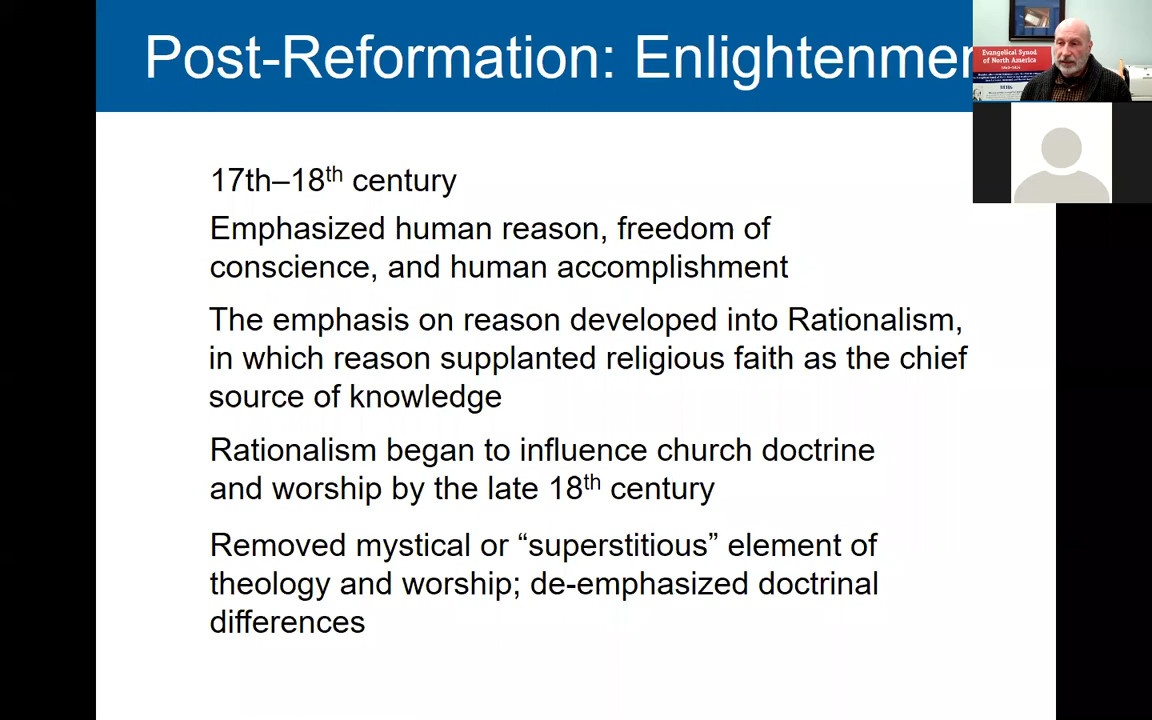 Post-Reformation: Enlightenmen
17th–18th century
Emphasized human reason, freedom of
conscience, and human accomplishment
The emphasis on reason developed into Rationalism,
in which reason supplanted religious faith as the chief
source of knowledge
Rationalism began to influence church doctrine
and worship by the late 18th century
Removed mystical or “superstitious” element of
theology and worship; de-emphasized doctrinal
differences
Evangelical Synod
of North America